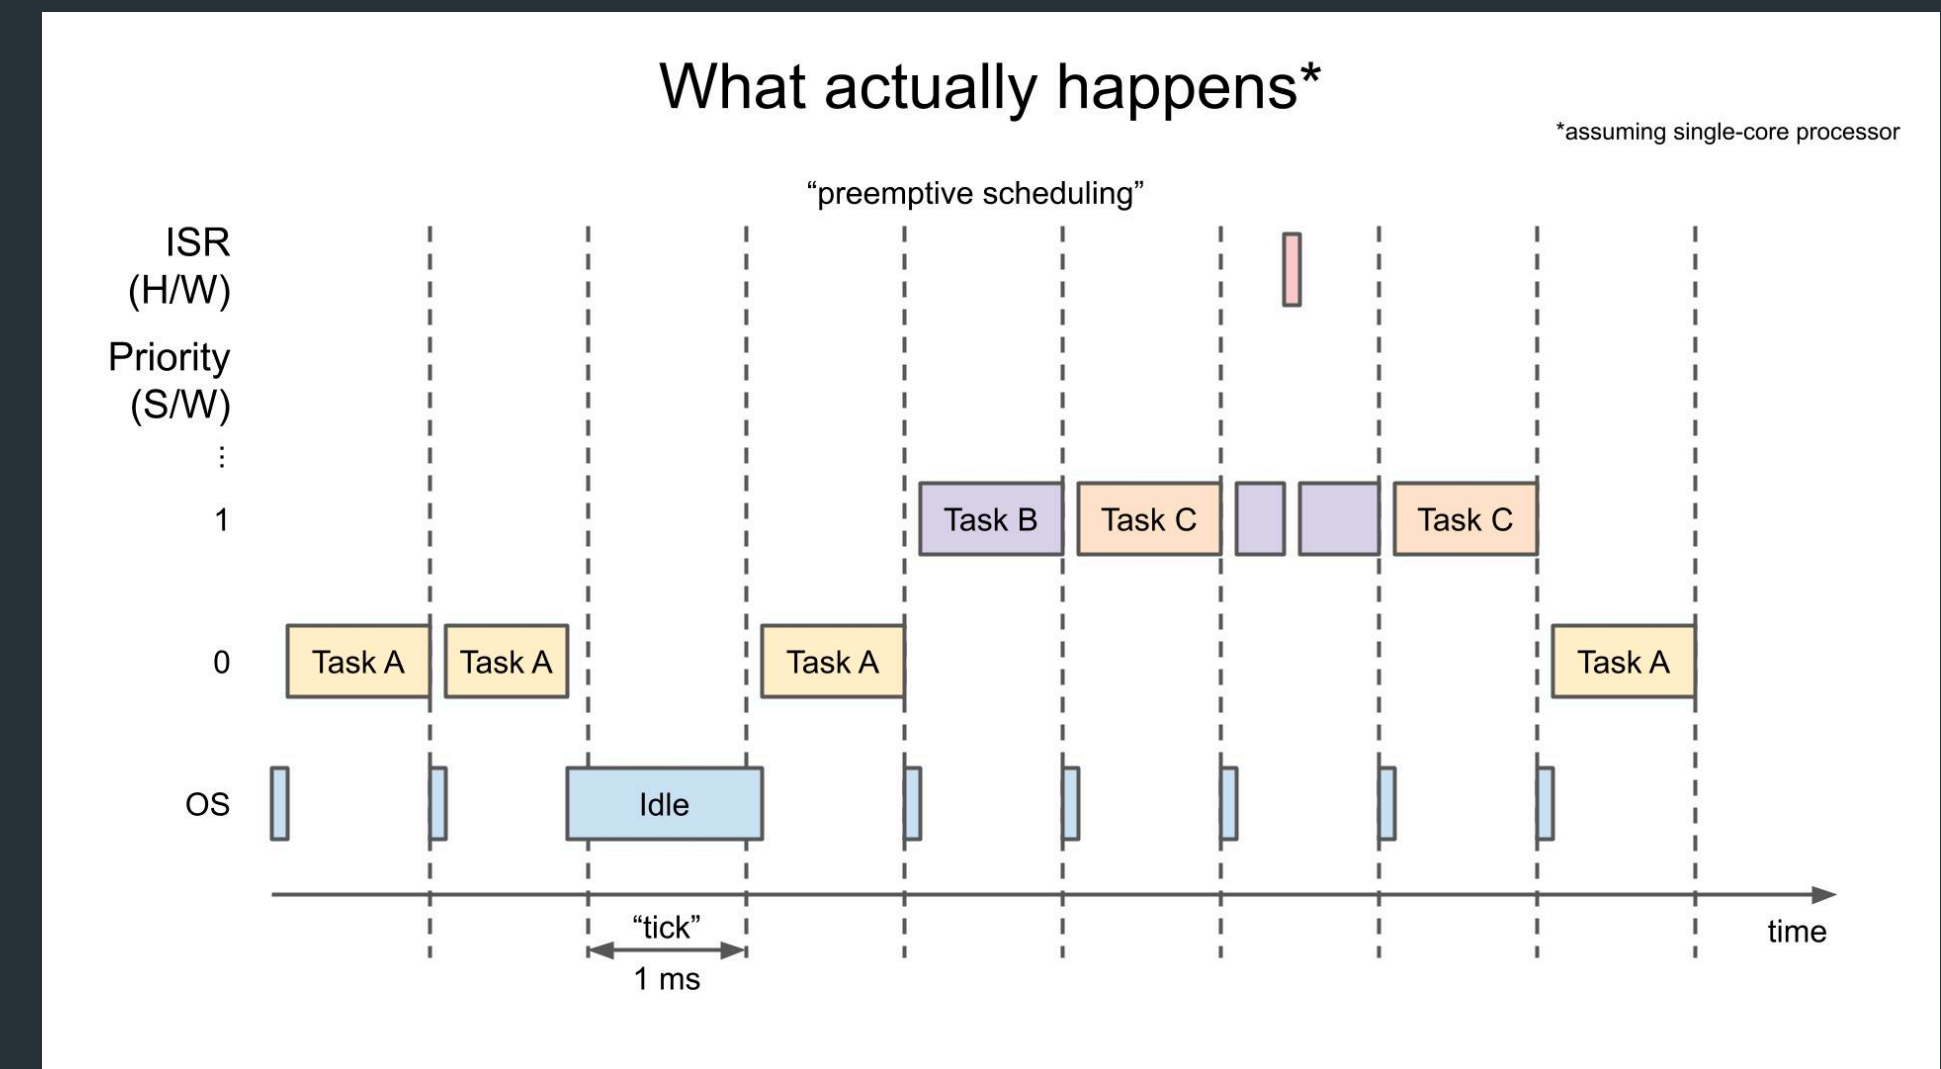 What actually happens*
*assuming single-core processor
“preemptive scheduling”
ISR
(H/W)
Priority
(S/W)
⋮
1
Task B
Task C
Task C
0
Task A
Task A
Task A
Task A
OS
Idle
“tick”
1 ms
time